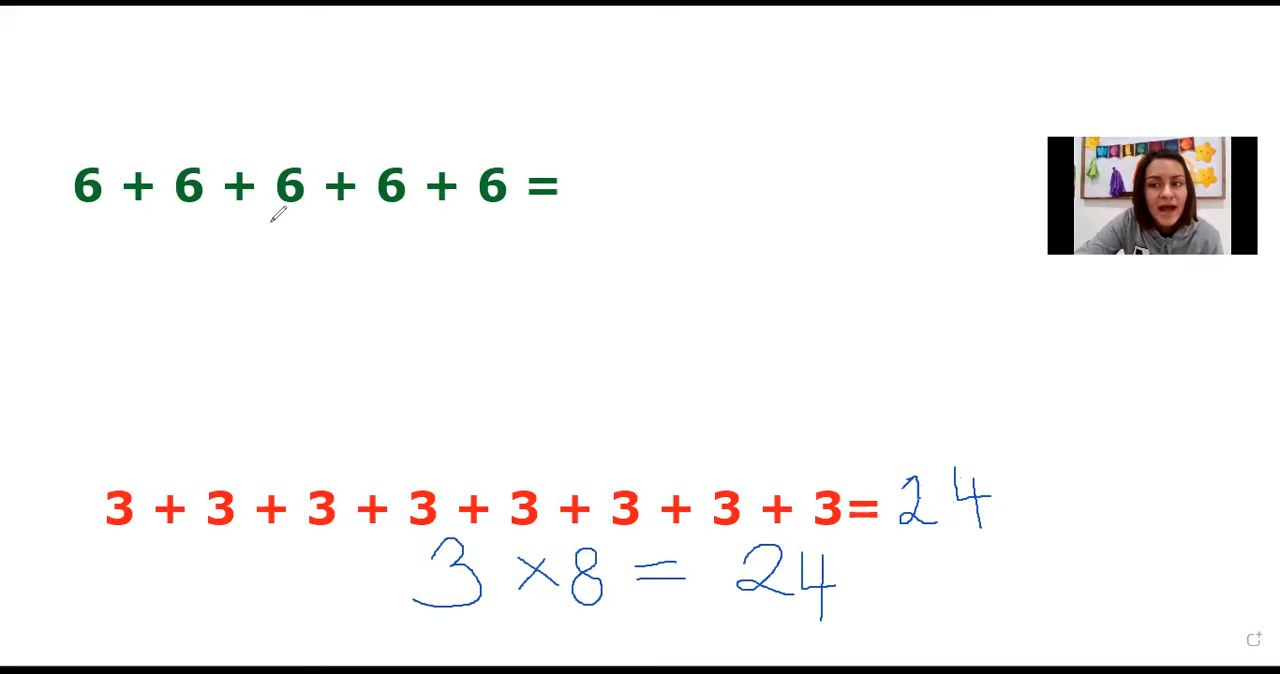 6 + 6 + 6 + 6 + 6 =
3 + 3 + 3 + 3 + 3 + 3 + 3 + 3= 24
3 × 8 = 24